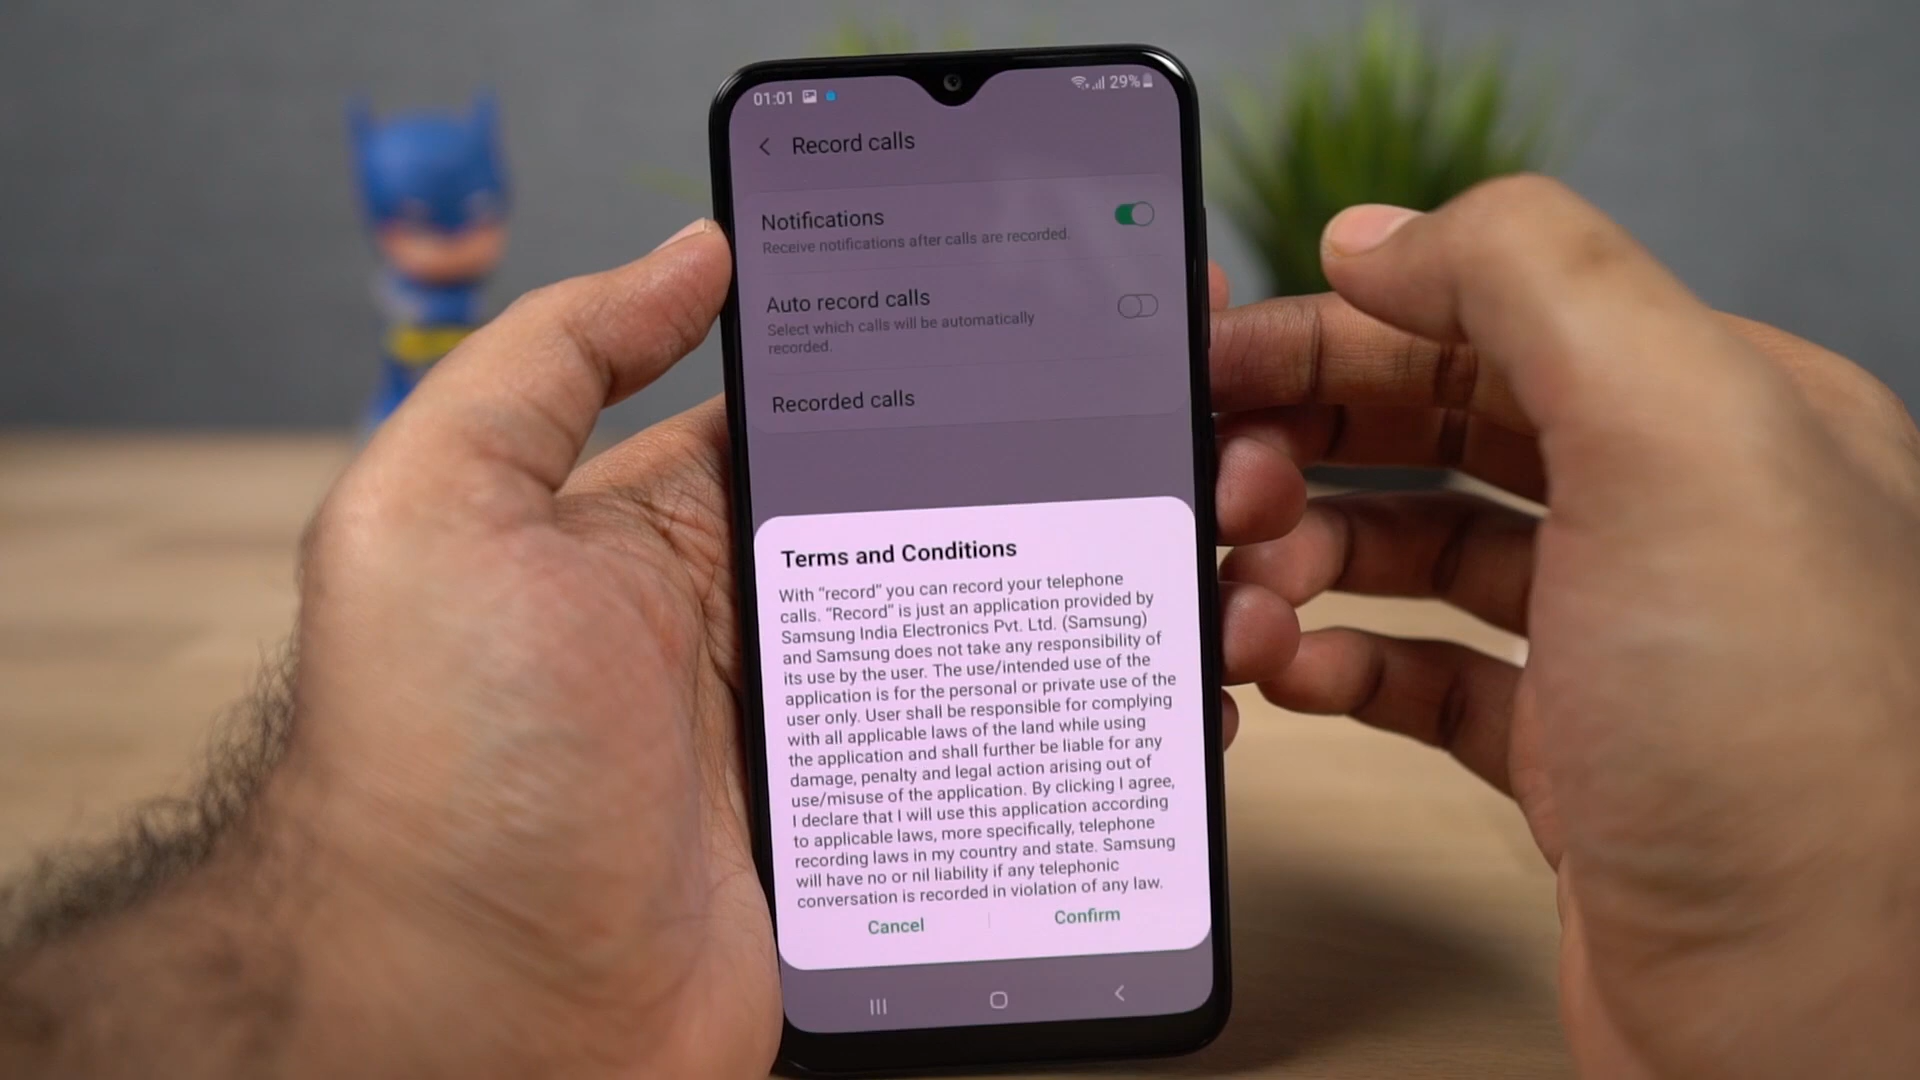 01:01
29%
Record calls
Notifications
Receive notifications after calls are recorded.
Auto record calls
Select which calls will be automatically
recorded.
Recorded calls
Terms and Conditions
With "record" you can record your telephone
calls. "Record" is just an application provided by
Samsung India Electronics Pvt. Ltd. (Samsung)
and Samsung does not take any responsibility of
its use by the user. The use/intended use of the
application is for the personal or private use of the
user only. User shall be responsible for complying
with all applicable laws of the land while using
the application and shall further be liable for any
damage, penalty and legal action arising out of
use/misuse of the application. By clicking I agree,
I declare that I will use this application according
to applicable laws, more specifically, telephone
recording laws in my country and state. Samsung
will have no or nil liability if any telephonic
conversation is recorded in violation of any law.
Cancel
Confirm